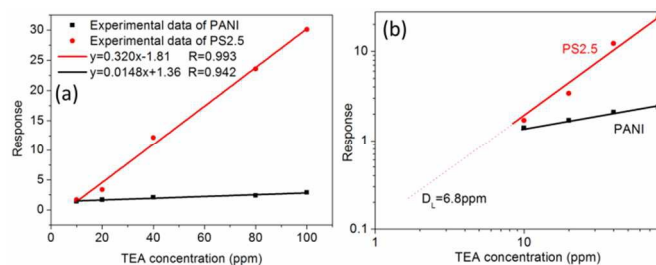 Experimental data of PANI
Experimental data of PS2.5
y=0.320x-1.81 R=0.993
y=0.0148x+1.36 R=0.942
(a)
30
25
20
15
10
5
0
Response
20 40 60 80 100
TEA concentration (ppm)
(b)
10
1
0.1
Response
PS2.5
PANI
DL=6.8ppm
1 10
TEA concentration (ppm)